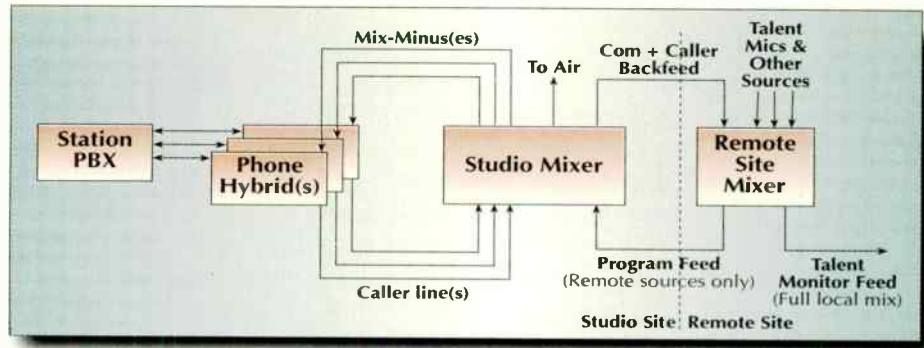 Mix-Minus(es)
To Air
Com + Caller
Backfeed
Talent
Mics &
Other
Sources
Station
PBX
Phone
Hybrid(s)
Studio Mixer
Remote
Site
Mixer
Caller line(s)
Program Feed
(Remote sources only)
Talent
Monitor Feed
(Full local mix)
Studio Site
Remote Site